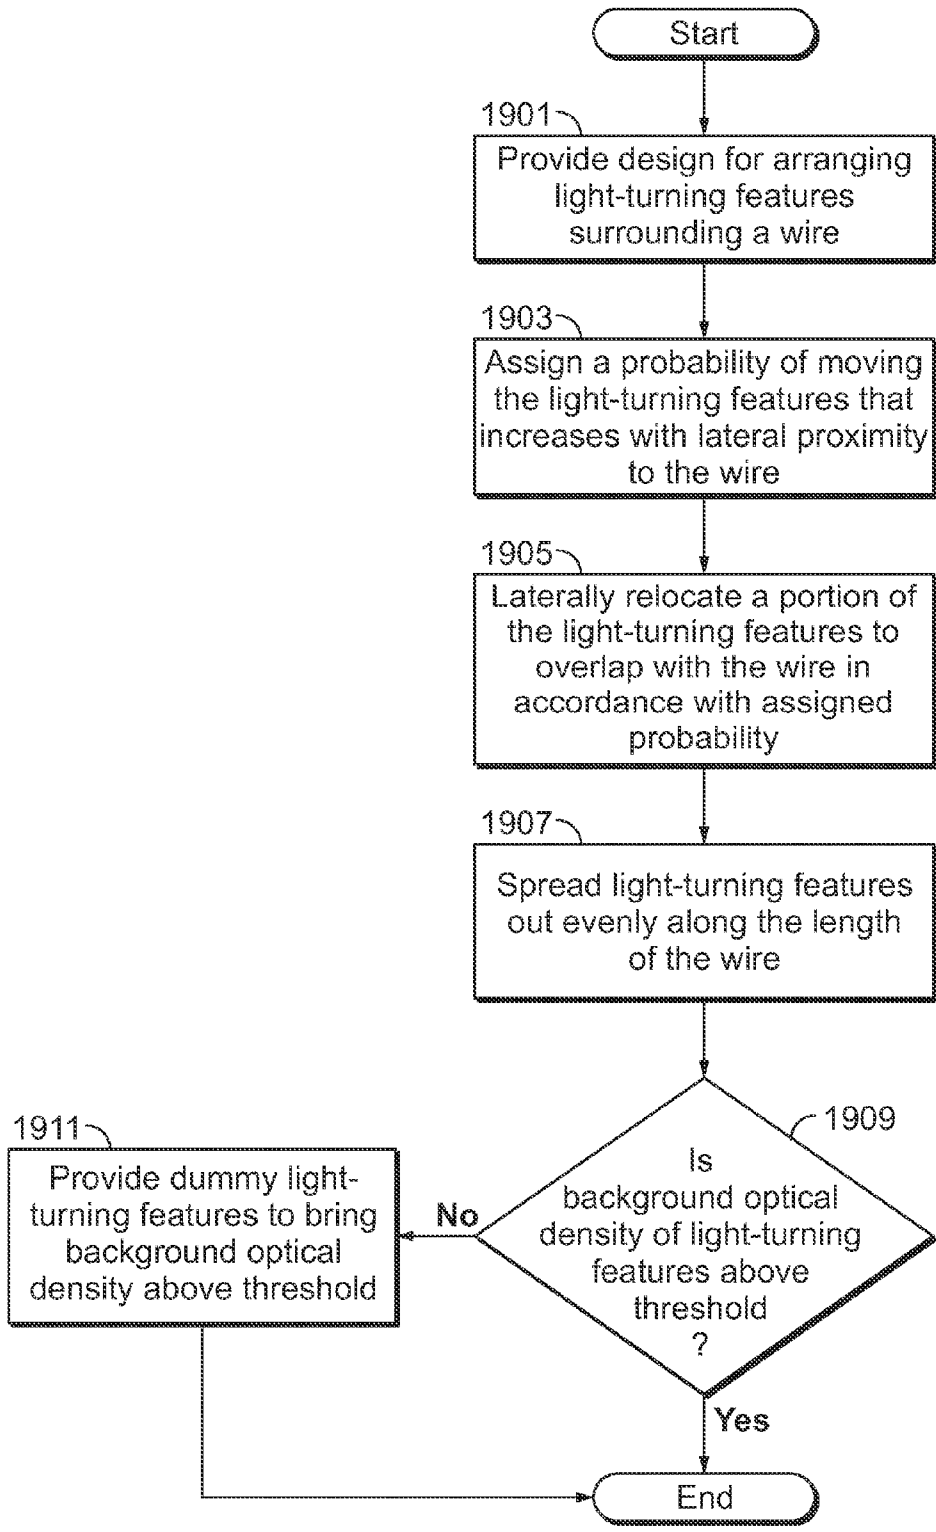 Start
1901
Provide design for arranging
light-turning features
surrounding a wire
1903
Assign a probability of moving
the light-turning features that
increases with lateral proximity
to the wire
1905
Laterally relocate a portion of
the light-turning features to
overlap with the wire in
accordance with assigned
probability
1907
Spread light-turning features
out evenly along the length
of the wire
1909
Is
background optical
density of light-turning
features above
threshold
?
No
1911
Provide dummy light-
turning features to bring
background optical
density above threshold
Yes
End